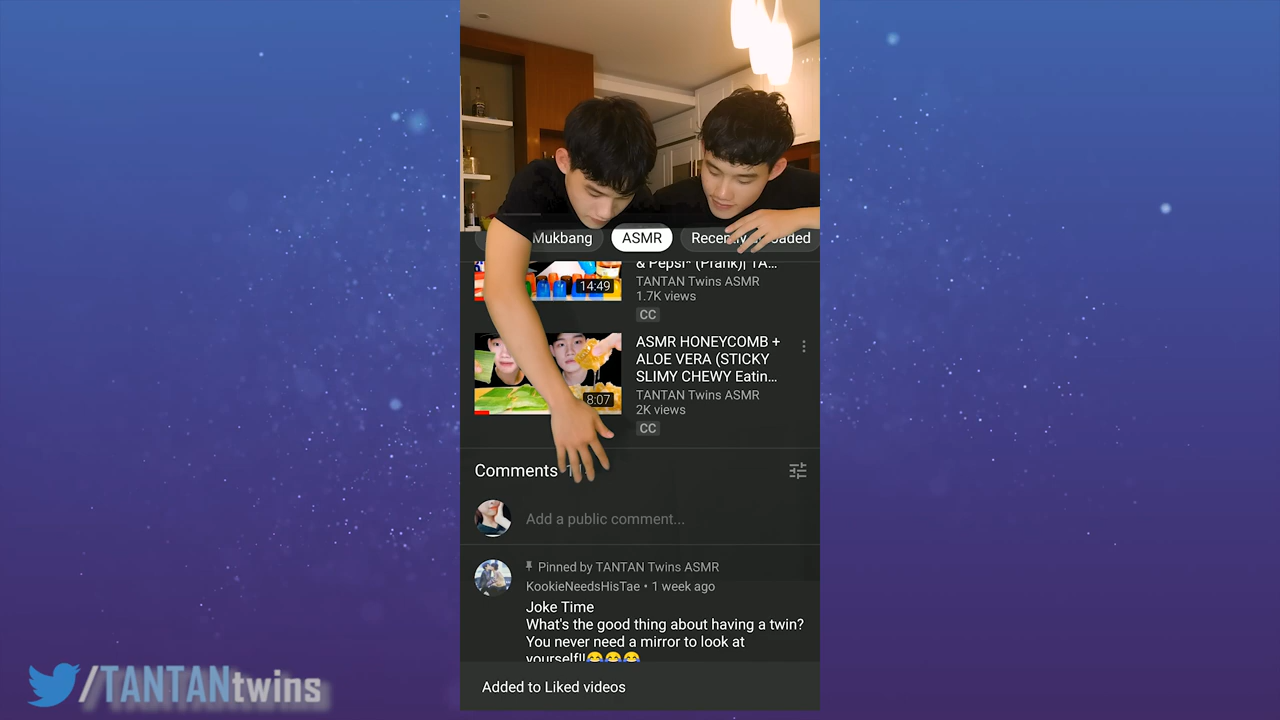 Mukbang
ASMR
Recently uploaded
& Pepsi* (Prank)| TA...
14:49
TANTAN Twins ASMR
1.7K views
CC
ASMR HONEYCOMB +
ALOE VERA (STICKY
SLIMY CHEWY Eatin...
8:07
TANTAN Twins ASMR
2K views
CC
Comments
Add a public comment...
Pinned by TANTAN Twins ASMR
KookieNeedsHisTae • 1 week ago
Joke Time
What's the good thing about having a twin?
You never need a mirror to look at
yourself!!😂😂😂
Added to Liked videos
/TANTANtwins